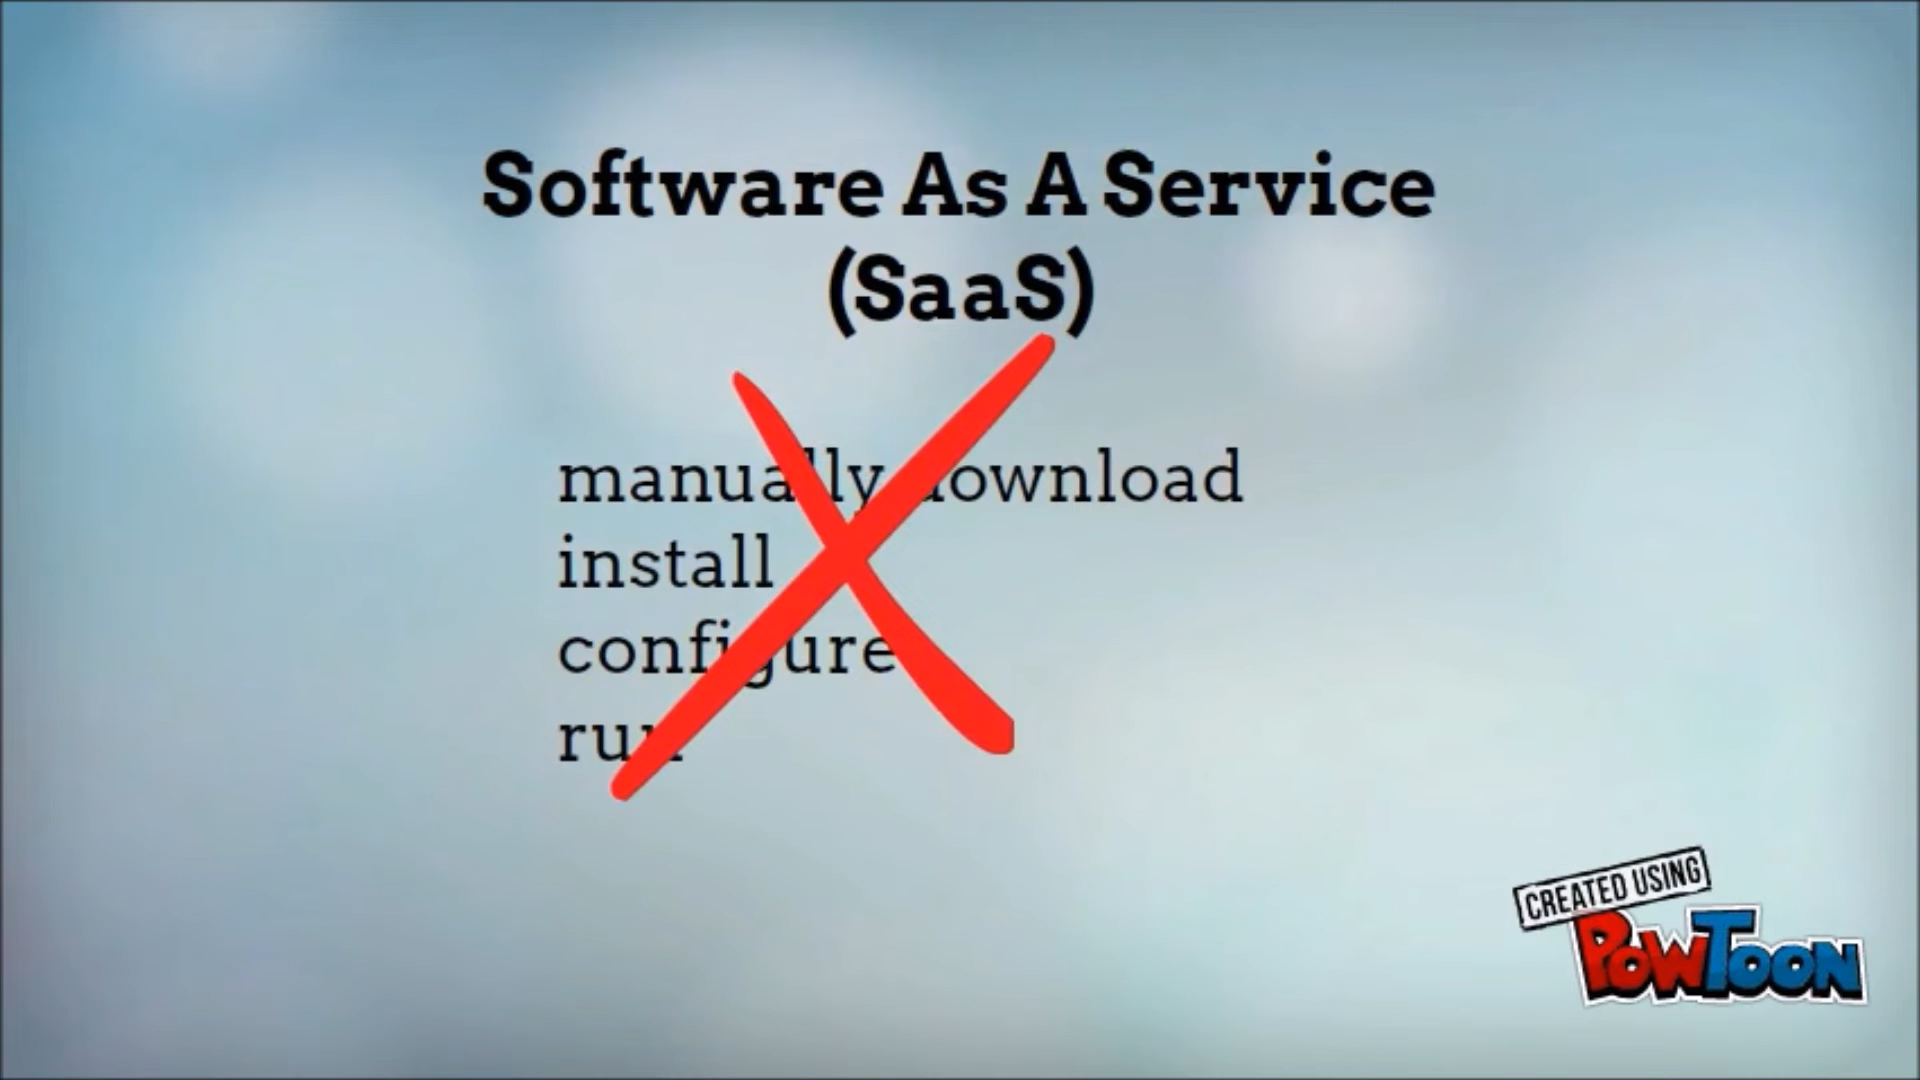 Software As A Service
(SaaS)
manually download
install
configure
run
CREATED USING
POWTOON